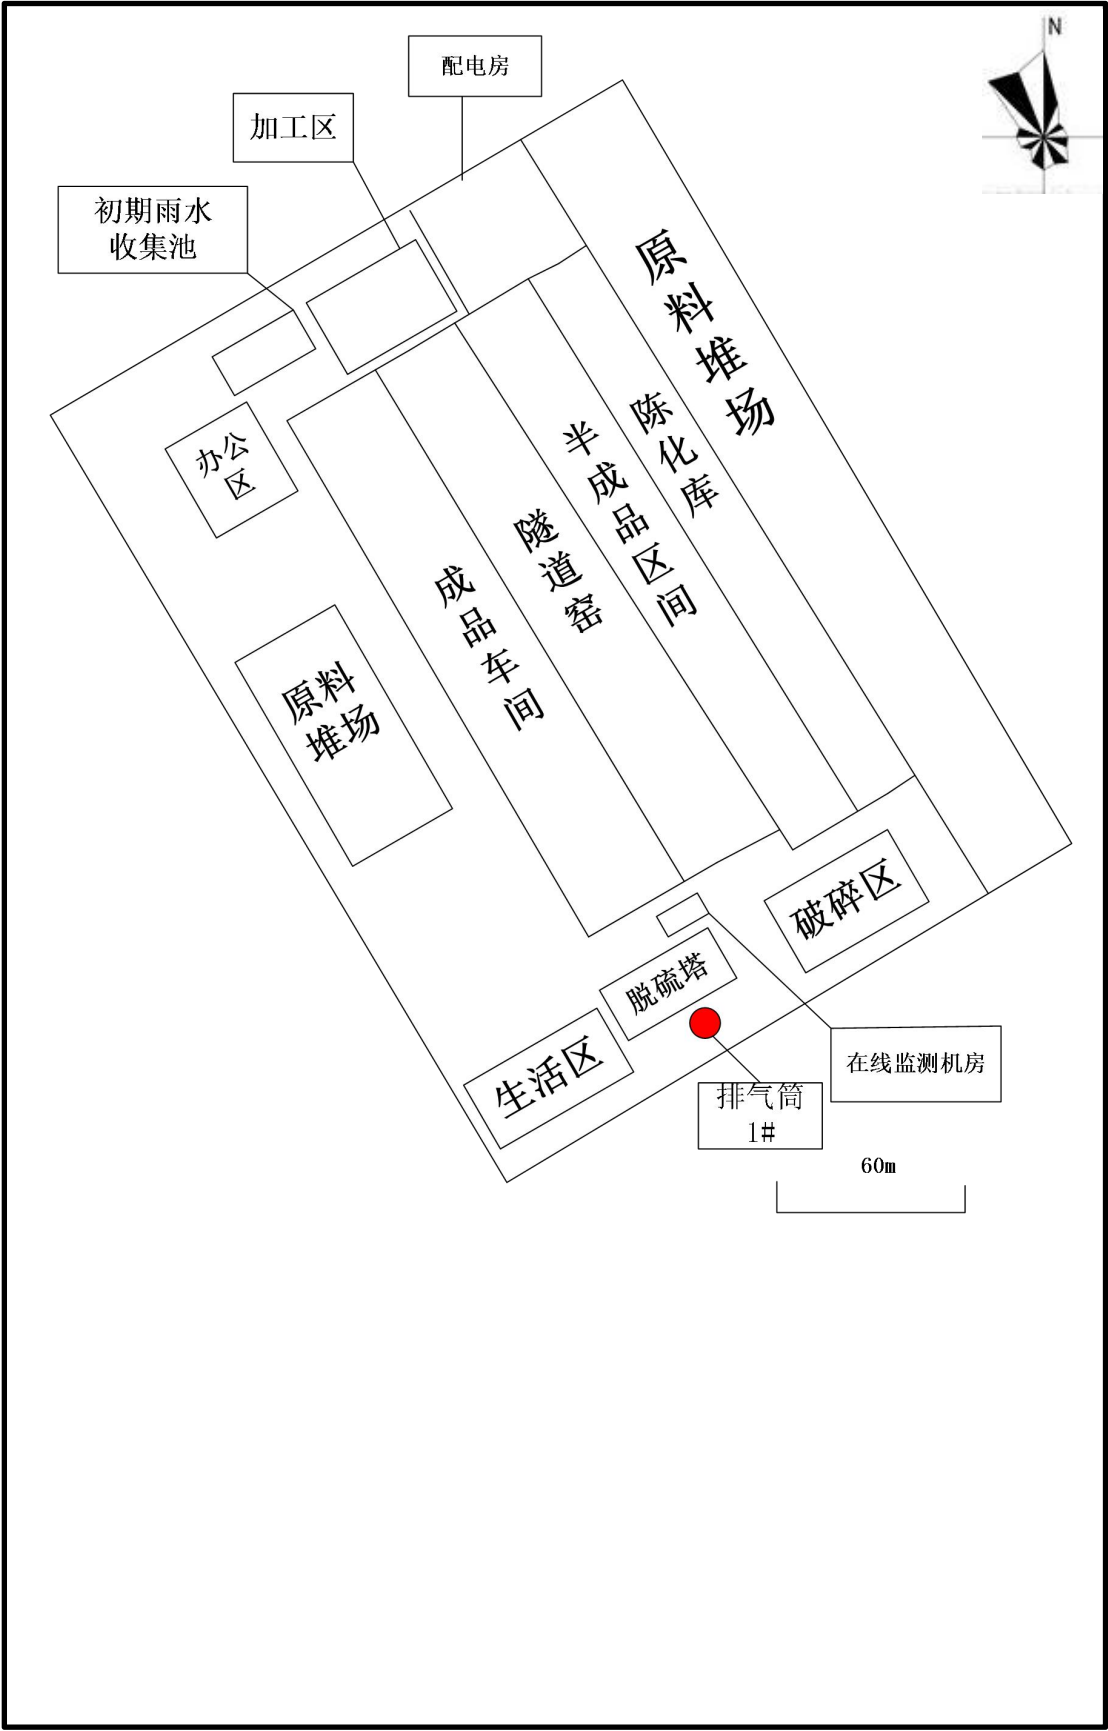 N
配电房
加工区
初期雨水
收集池
原料堆场
陈化库
半成品区间
隧道窑
成品车间
办公
区
原料
堆场
破碎区
脱硫塔
生活区
在线监测机房
排气筒
1#
60m